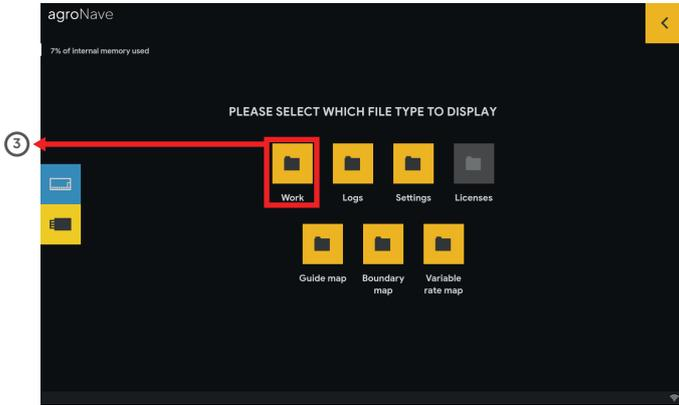 agroNave
7% of internal memory used
PLEASE SELECT WHICH FILE TYPE TO DISPLAY
3
Work
Logs
Settings
Licenses
Guide map
Boundary
map
Variable
rate map